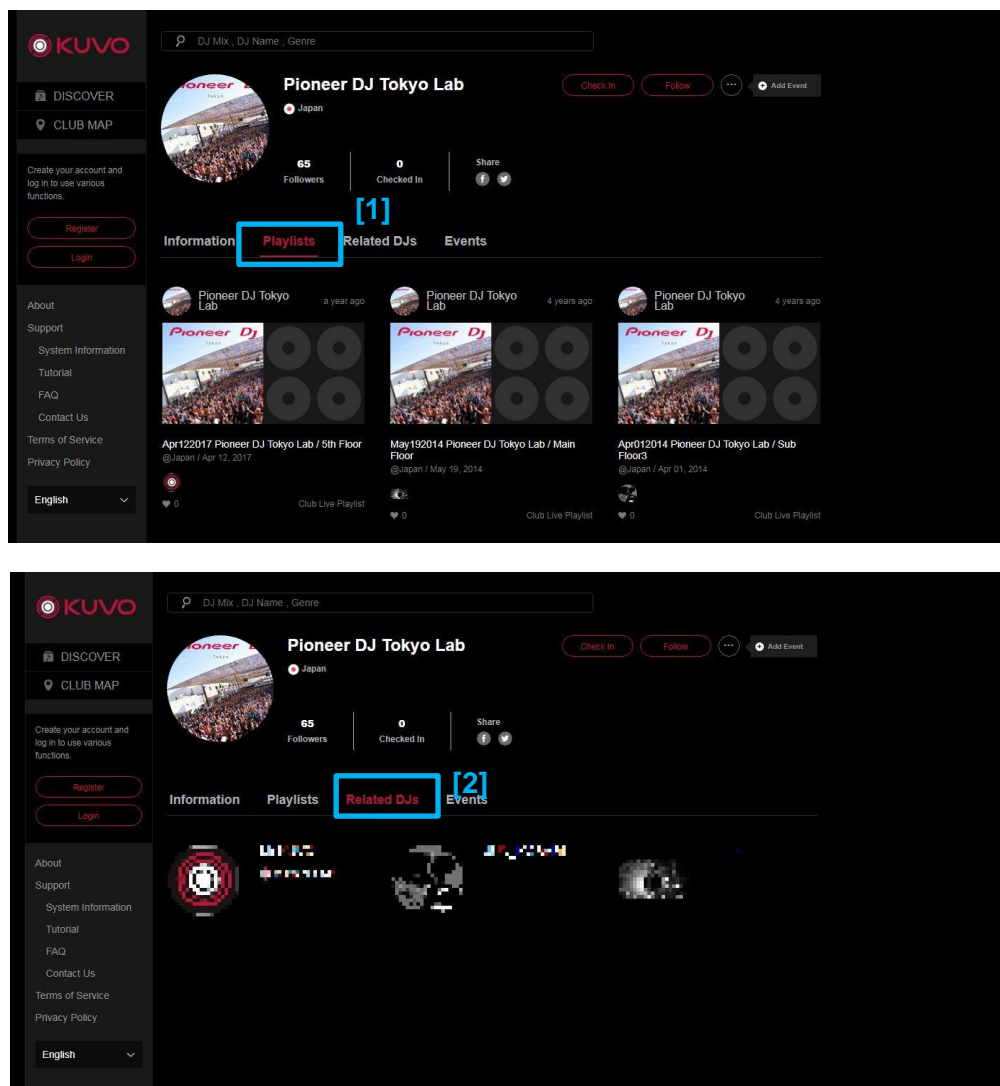 KUVO
DJ Mix , DJ Name , Genre
Pioneer DJ Tokyo Lab
Japan
Check In
Follow
Add Event
DISCOVER
CLUB MAP
65
Followers
0
Checked In
Share
Create your account and
log in to use various
functions.
Register
Login
[1]
Information
Playlists
Related DJs
Events
About
Support
System Information
Tutorial
FAQ
Contact Us
Terms of Service
Privacy Policy
English
Pioneer DJ Tokyo
Lab
a year ago
Pioneer Dj
Tokyo
Apr122017 Pioneer DJ Tokyo Lab / 5th Floor
@Japan / Apr 12, 2017
0
Club Live Playlist
Pioneer DJ Tokyo
Lab
4 years ago
Pioneer Dj
Tokyo
May192014 Pioneer DJ Tokyo Lab / Main
Floor
@Japan / May 19, 2014
0
Club Live Playlist
Pioneer DJ Tokyo
Lab
4 years ago
Pioneer Dj
Tokyo
Apr012014 Pioneer DJ Tokyo Lab / Sub
Floor3
@Japan / Apr 01, 2014
0
Club Live Playlist
KUVO
DJ Mix , DJ Name , Genre
Pioneer DJ Tokyo Lab
Japan
Check In
Follow
Add Event
DISCOVER
CLUB MAP
65
Followers
0
Checked In
Share
Create your account and
log in to use various
functions.
Register
Login
[2]
Information
Playlists
Related DJs
Events
About
Support
System Information
Tutorial
FAQ
Contact Us
Terms of Service
Privacy Policy
English